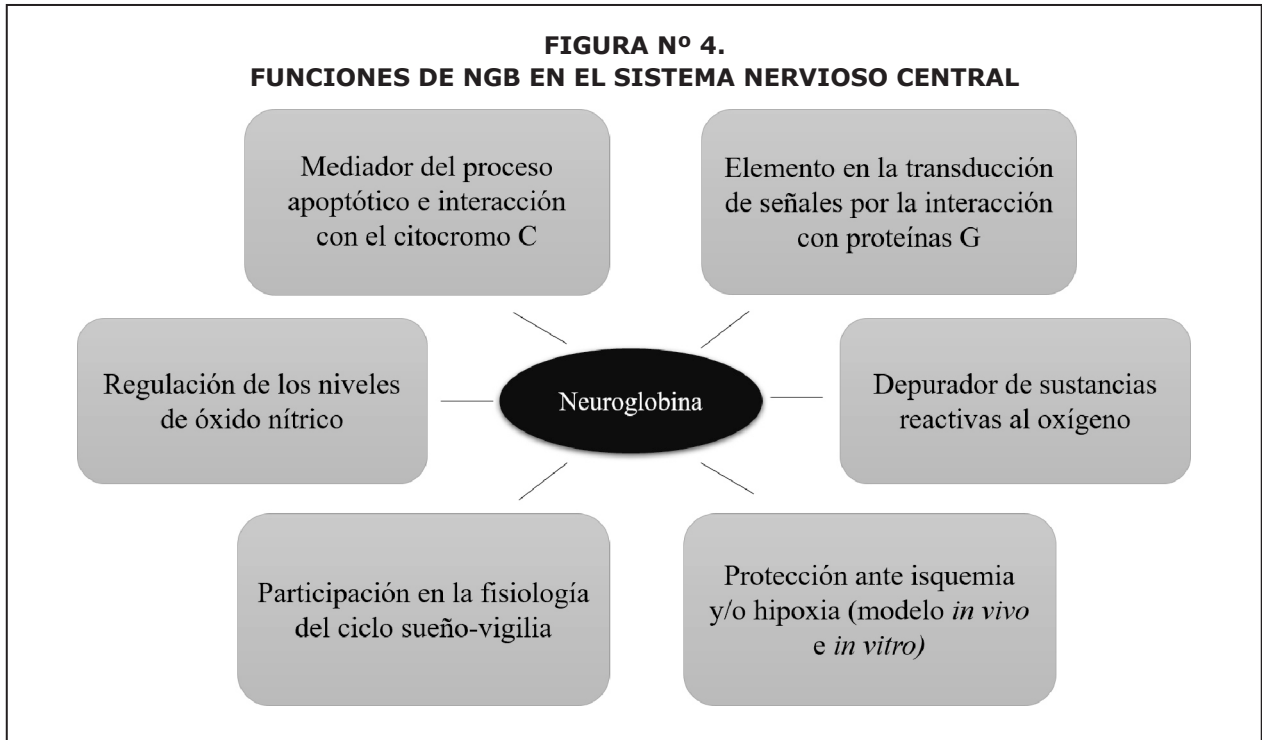 FIGURA Nº 4.
FUNCIONES DE NGB EN EL SISTEMA NERVIOSO CENTRAL
Mediador del proceso
apoptótico e interacción
con el citocromo C
Elemento en la transducción
de señales por la interacción
con proteínas G
Regulación de los niveles
de óxido nítrico
Neuroglobina
Depurador de sustancias
reactivas al oxígeno
Participación en la fisiología
del ciclo sueño-vigilia
Protección ante isquemia
y/o hipoxia (modelo in vivo
e in vitro)